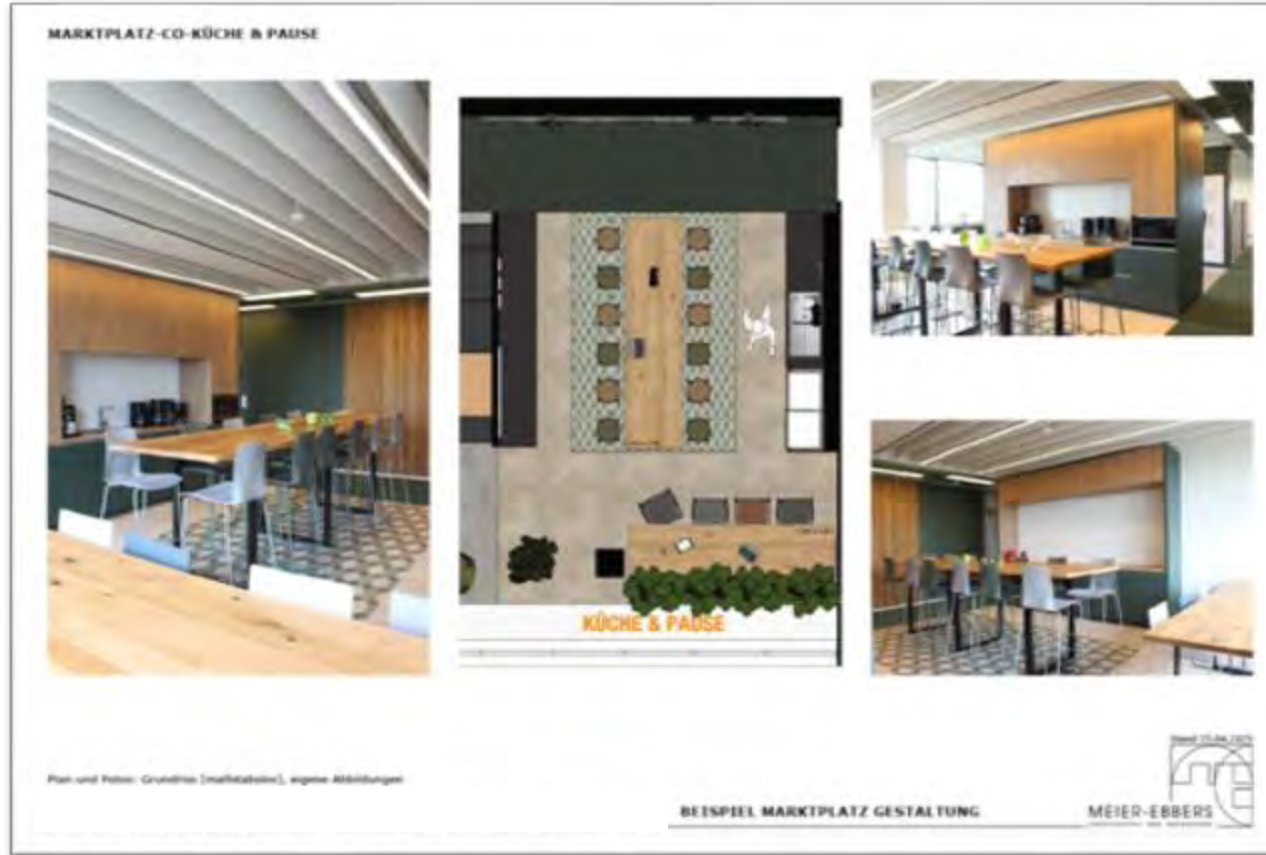 MARKTPLATZ-CO-KÜCHE & PAUSE
KÜCHE & PAUSE
Plan und Fotos: Grundriss (maßstabslos), eigene Abbildungen
BEISPIEL MARKTPLATZ GESTALTUNG
MEIER-EBBERS